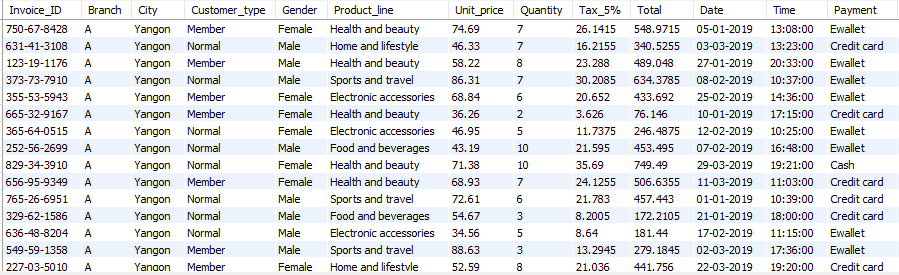 Invoice_ID Branch City Customer_type Gender Product_line Unit_price Quantity Tax_5% Total Date Time Payment
750-67-8428 A Yangon Member Female Health and beauty 74.69 7 26.1415 548.9715 05-01-2019 13:08:00 Ewallet
631-41-3108 A Yangon Normal Male Home and lifestyle 46.33 7 16.2155 340.5255 03-03-2019 13:23:00 Credit card
123-19-1176 A Yangon Member Male Health and beauty 58.22 8 23.288 489.048 27-01-2019 20:33:00 Ewallet
373-73-7910 A Yangon Normal Male Sports and travel 86.31 7 30.2085 634.3785 08-02-2019 10:37:00 Ewallet
355-53-5943 A Yangon Member Female Electronic accessories 68.84 6 20.652 433.692 25-02-2019 14:36:00 Ewallet
665-32-9167 A Yangon Member Female Health and beauty 36.26 2 3.626 76.146 10-01-2019 17:15:00 Credit card
365-64-0515 A Yangon Normal Female Electronic accessories 46.95 5 11.7375 246.4875 12-02-2019 10:25:00 Ewallet
252-56-2699 A Yangon Normal Male Food and beverages 43.19 10 21.595 453.495 07-02-2019 16:48:00 Ewallet
829-34-3910 A Yangon Normal Female Health and beauty 71.38 10 35.69 749.49 29-03-2019 19:21:00 Cash
656-95-9349 A Yangon Member Female Health and beauty 68.93 7 24.1255 506.6355 11-03-2019 11:03:00 Credit card
765-26-6951 A Yangon Normal Male Sports and travel 72.61 6 21.783 457.443 01-01-2019 10:39:00 Credit card
329-62-1586 A Yangon Normal Male Food and beverages 54.67 3 8.2005 172.2105 21-01-2019 18:00:00 Credit card
636-48-8204 A Yangon Normal Male Electronic accessories 34.56 5 8.64 181.44 17-02-2019 11:15:00 Ewallet
549-59-1358 A Yangon Member Male Sports and travel 88.63 3 13.2945 279.1845 02-03-2019 17:36:00 Ewallet
227-03-5010 A Yangon Member Female Home and lifestyle 52.59 8 21.036 441.756 22-03-2019 19:20:00 Credit card